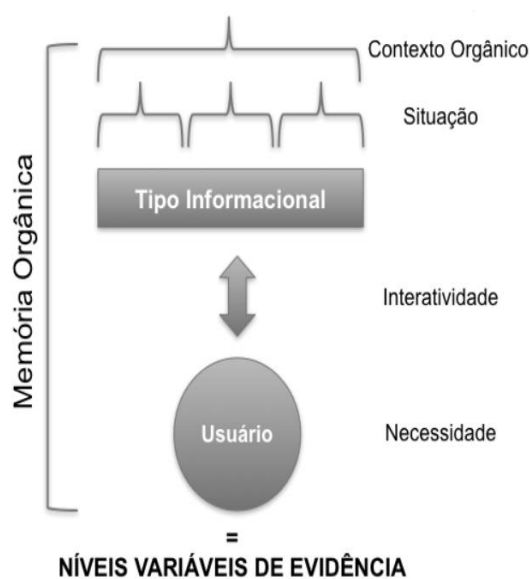 Contexto Orgânico
Situação
Memória Orgânica
Tipo Informacional
Interatividade
Usuário
Necessidade
=
NÍVEIS VARIÁVEIS DE EVIDÊNCIA